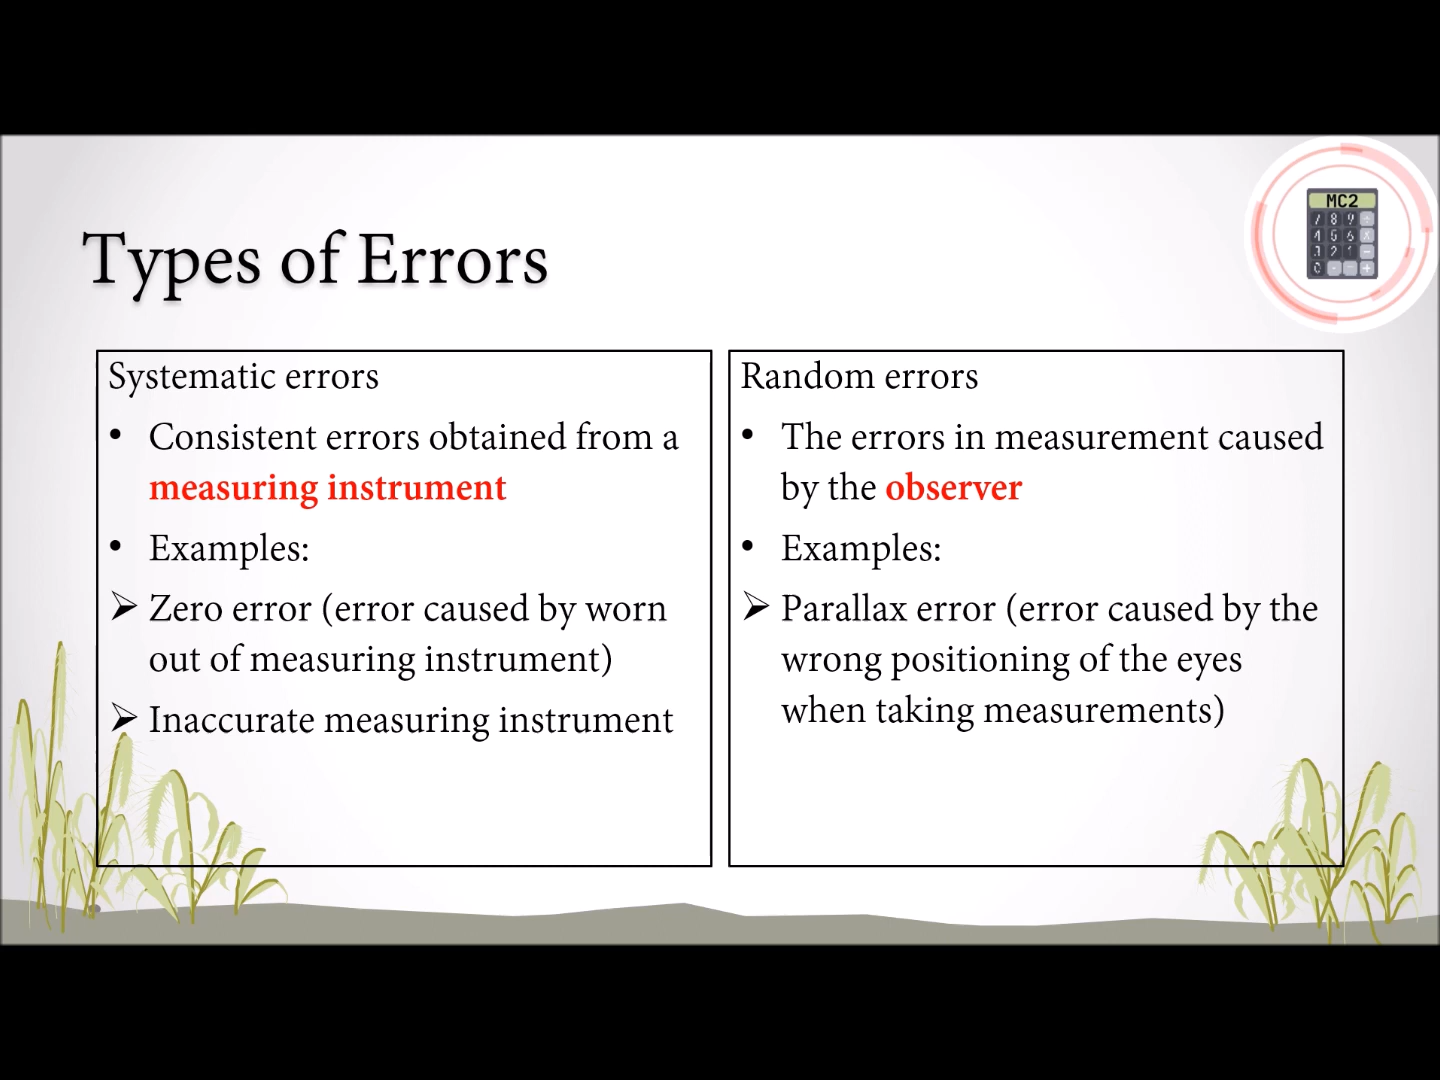 MC2
Types of Errors
Systematic errors
• Consistent errors obtained from a
measuring instrument
• Examples:
➢ Zero error (error caused by worn
out of measuring instrument)
➢ Inaccurate measuring instrument
Random errors
• The errors in measurement caused
by the observer
• Examples:
➢ Parallax error (error caused by the
wrong positioning of the eyes
when taking measurements)